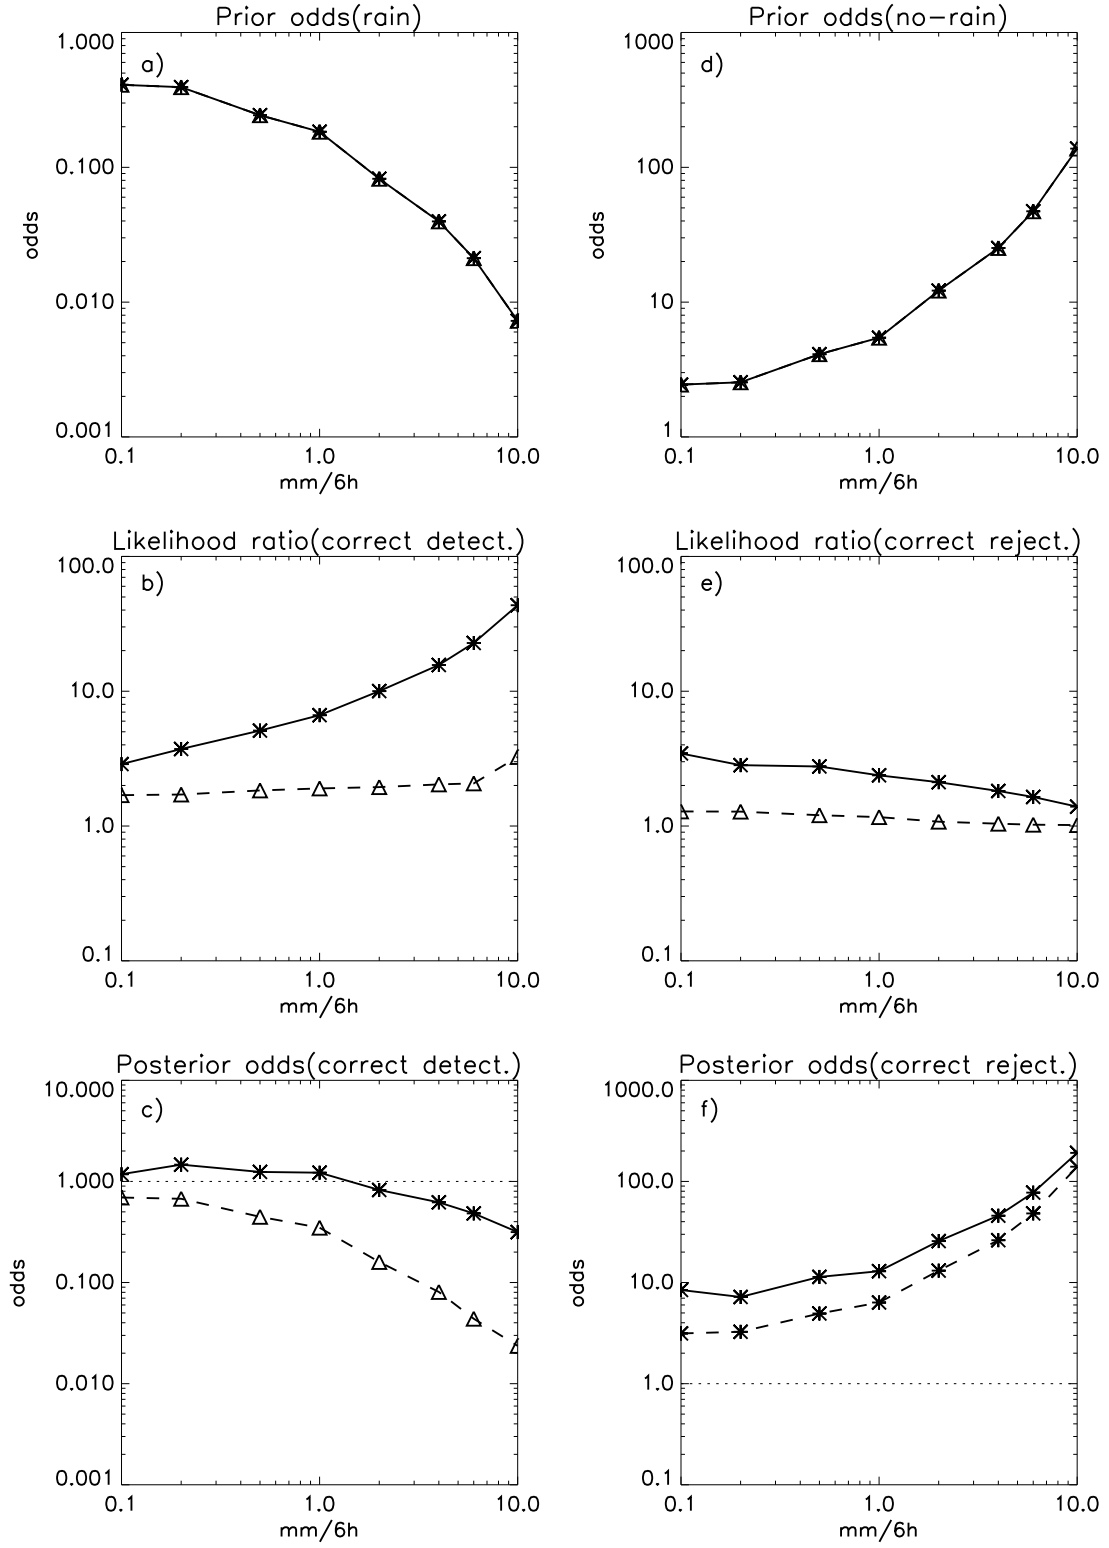 Prior odds(rain)
1.000
a)
0.100
odds
0.010
0.001
0.1 1.0 10.0
mm/6h
Prior odds(no-rain)
1000
d)
100
odds
10
1
0.1 1.0 10.0
mm/6h
Likelihood ratio(correct detect.)
100.0
b)
10.0
1.0
0.1
0.1 1.0 10.0
mm/6h
Likelihood ratio(correct reject.)
100.0
e)
10.0
1.0
0.1
0.1 1.0 10.0
mm/6h
Posterior odds(correct detect.)
10.000
c)
1.000
odds
0.100
0.010
0.001
0.1 1.0 10.0
mm/6h
Posterior odds(correct reject.)
1000.0
f)
100.0
odds
10.0
1.0
0.1
0.1 1.0 10.0
mm/6h